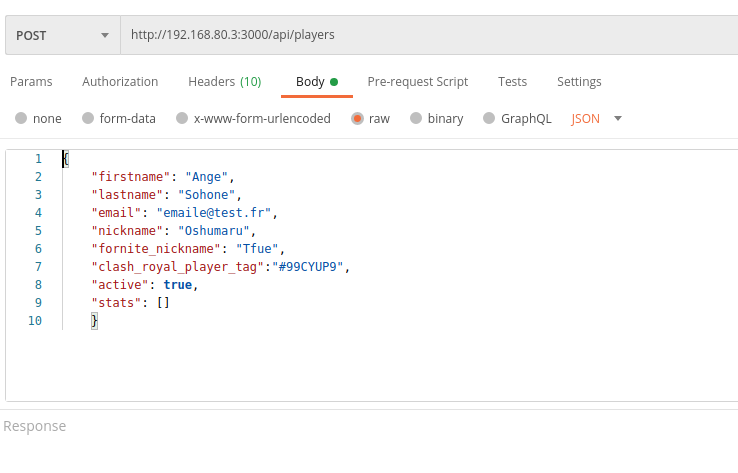 POST http://192.168.80.3:3000/api/players
Params Authorization Headers (10) Body Pre-request Script Tests Settings
none form-data x-www-form-urlencoded raw binary GraphQL JSON
1 {
2 "firstname": "Ange",
3 "lastname": "Sohone",
4 "email": "emaile@test.fr",
5 "nickname": "Oshumaru",
6 "fornite_nickname": "Tfue",
7 "clash_royal_player_tag":"#99CYUP9",
8 "active": true,
9 "stats": []
10 }
Response